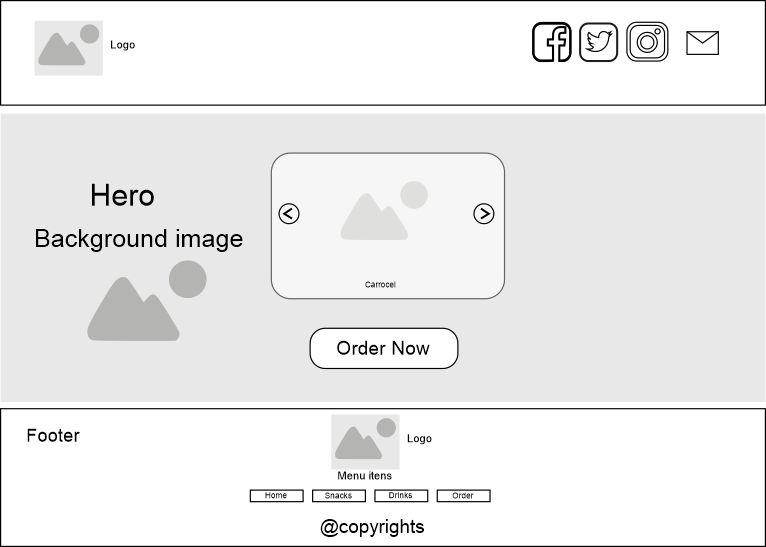 Logo
Hero
Background image
Carrocel
Order Now
Footer
Logo
Menu itens
Home Snacks Drinks Order
@copyrights